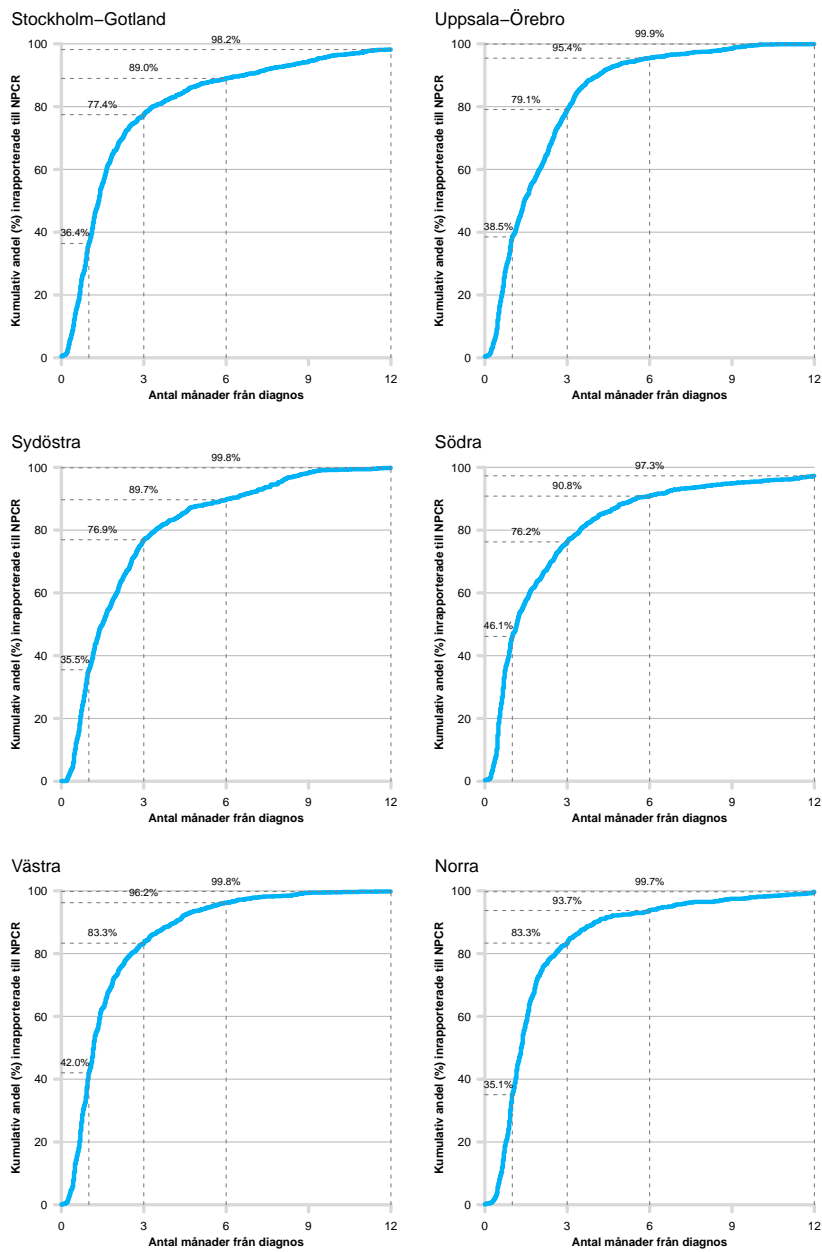 Stockholm−Gotland
Kumulativ andel (%) inrapporterade till NPCR
100
80
60
40
20
0
98.2%
89.0%
77.4%
36.4%
0 3 6 9 12
Antal månader från diagnos
Uppsala−Örebro
Kumulativ andel (%) inrapporterade till NPCR
100
80
60
40
20
0
99.9%
95.4%
79.1%
38.5%
0 3 6 9 12
Antal månader från diagnos
Sydöstra
Kumulativ andel (%) inrapporterade till NPCR
100
80
60
40
20
0
99.8%
89.7%
76.9%
35.5%
0 3 6 9 12
Antal månader från diagnos
Södra
Kumulativ andel (%) inrapporterade till NPCR
100
80
60
40
20
0
97.3%
90.8%
76.2%
46.1%
0 3 6 9 12
Antal månader från diagnos
Västra
Kumulativ andel (%) inrapporterade till NPCR
100
80
60
40
20
0
99.8%
96.2%
83.3%
42.0%
0 3 6 9 12
Antal månader från diagnos
Norra
Kumulativ andel (%) inrapporterade till NPCR
100
80
60
40
20
0
99.7%
93.7%
83.3%
35.1%
0 3 6 9 12
Antal månader från diagnos